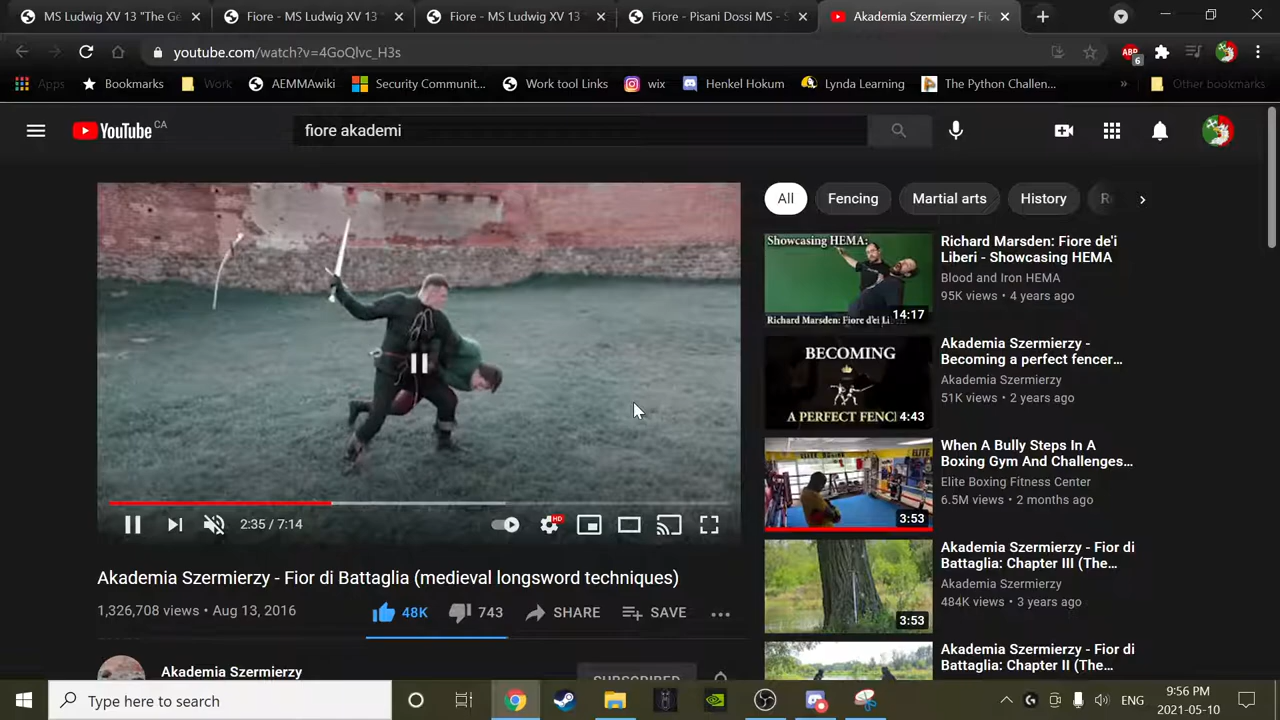 MS Ludwig XV 13 "The Ge
Fiore - MS Ludwig XV 13
Fiore - MS Ludwig XV 13
Fiore - Pisani Dossi MS - S
Akademia Szermierzy - Fio
youtube.com/watch?v=4GoQlvc_H3s
6
Apps
Bookmarks
Work
AEMMAwiki
Security Communit...
Work tool Links
wix
Henkel Hokum
Lynda Learning
The Python Challen...
»
Other bookmarks
YouTube CA
fiore akademi
All
Fencing
Martial arts
History
Showcasing HEMA:
Richard Marsden: Fiore d'ei Li
14:17
Richard Marsden: Fiore de'i
Liberi - Showcasing HEMA
Blood and Iron HEMA
95K views • 4 years ago
BECOMING
A PERFECT FENC
4:43
Akademia Szermierzy -
Becoming a perfect fencer...
Akademia Szermierzy
51K views • 2 years ago
3:53
When A Bully Steps In A
Boxing Gym And Challenges...
Elite Boxing Fitness Center
6.5M views • 2 months ago
3:53
Akademia Szermierzy - Fior di
Battaglia: Chapter III (The...
Akademia Szermierzy
484K views • 3 years ago
Akademia Szermierzy - Fior di
Battaglia: Chapter II (The...
2:35 / 7:14
HD
Akademia Szermierzy - Fior di Battaglia (medieval longsword techniques)
1,326,708 views • Aug 13, 2016
48K
743
SHARE
SAVE
Akademia Szermierzy
SUBSCRIBED
Type here to search
ENG
9:56 PM
2021-05-10